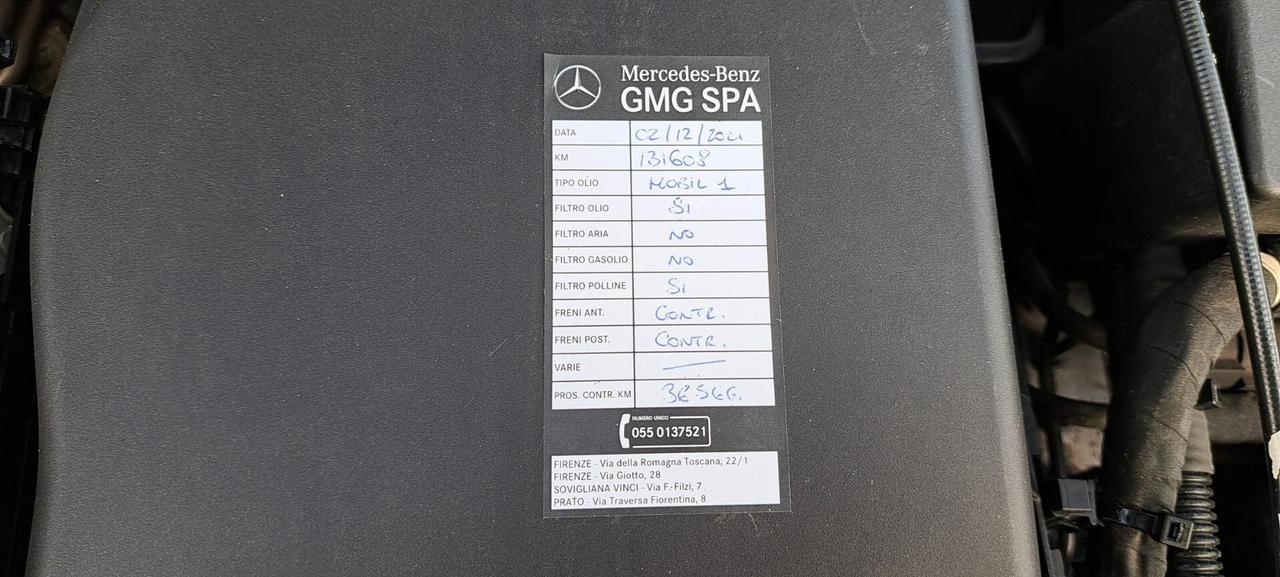 Mercedes-Benz
GMG SPA
DATA 02/12/2021
KM 131608
TIPO OLIO MOBIL 1
FILTRO OLIO SI
FILTRO ARIA NO
FILTRO GASOLIO NO
FILTRO POLLINE Si
FRENI ANT. CONTR.
FRENI POST. CONTR.
VARIE
PROS. CONTR. KM
NUMERO UNICO
055 0137521
FIRENZE - Via della Romagna Toscana, 22/1
FIRENZE - Via Giotto, 28
SOVIGLIANA VINCI - Via F. Filzi, 7
PRATO - Via Traversa Fiorentina, 8